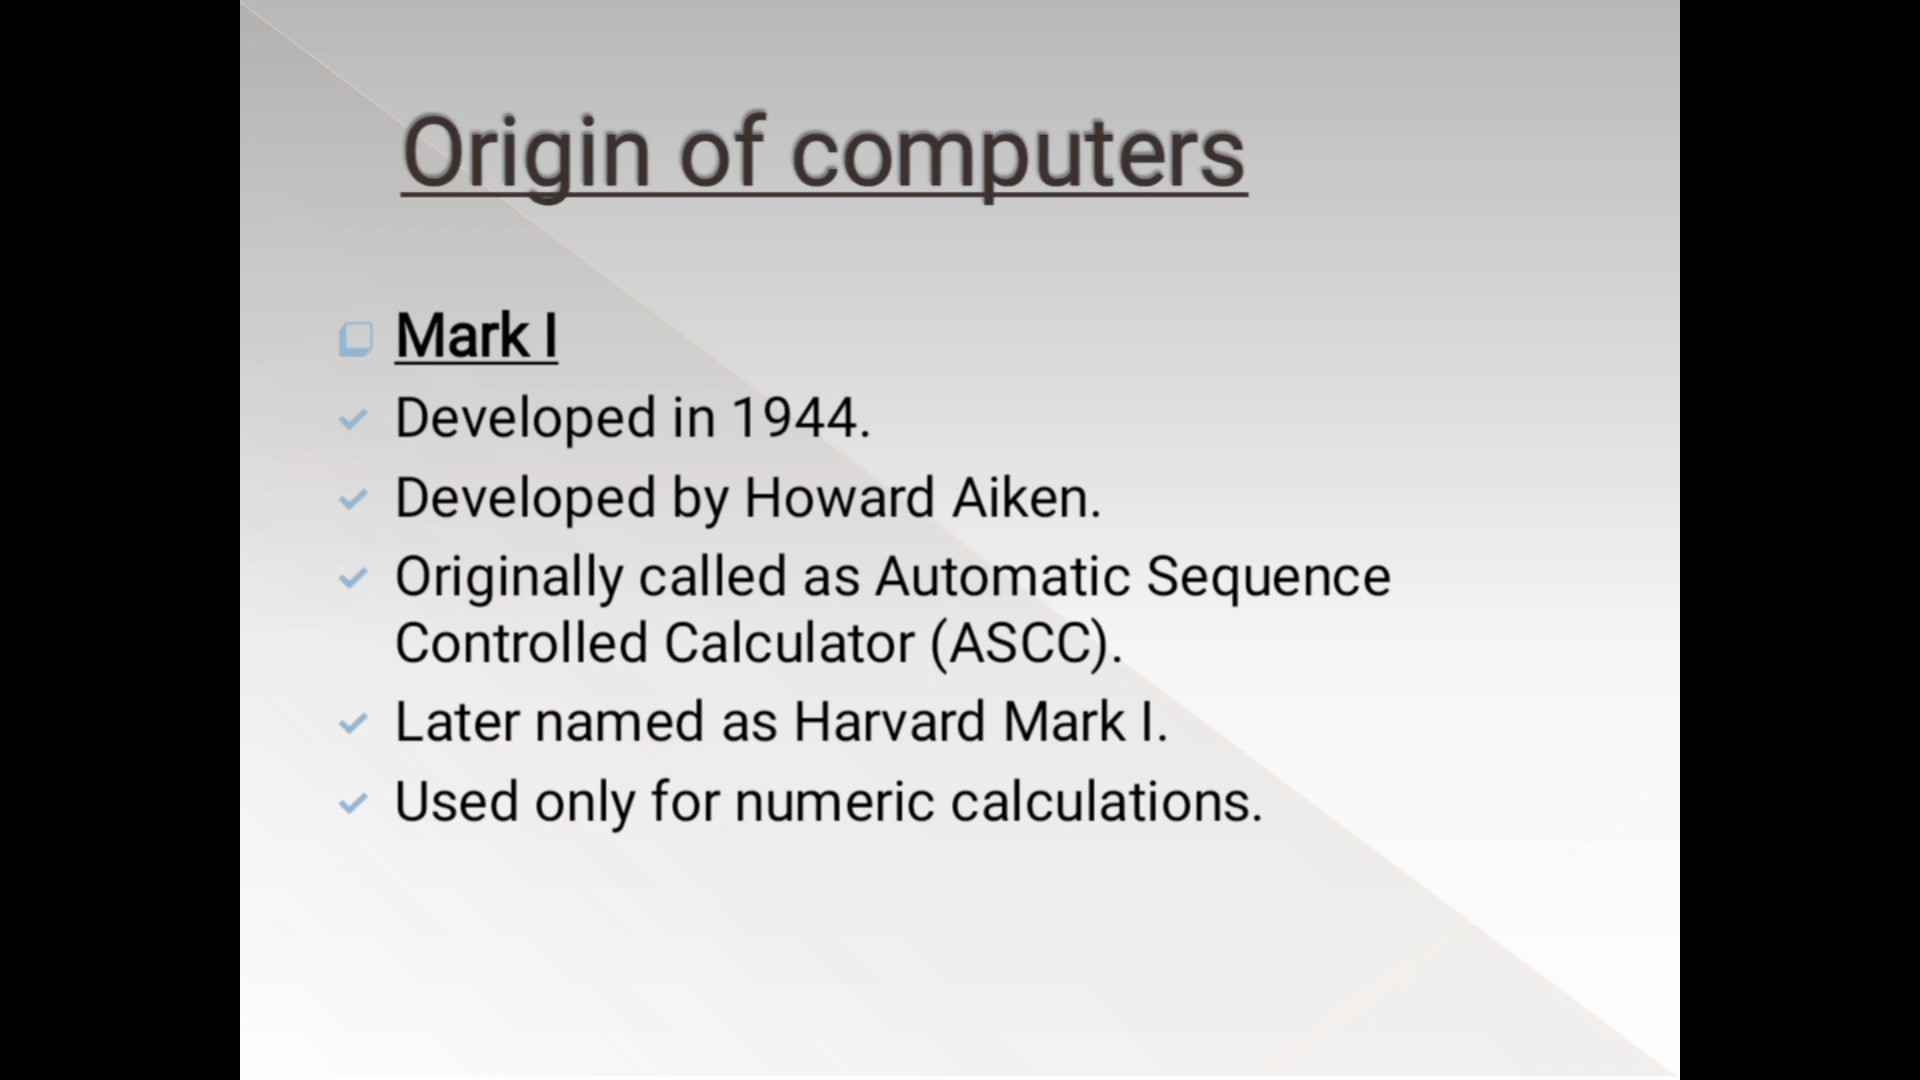 Origin of computers
Mark I
Developed in 1944.
Developed by Howard Aiken.
Originally called as Automatic Sequence
Controlled Calculator (ASCC).
Later named as Harvard Mark I.
Used only for numeric calculations.